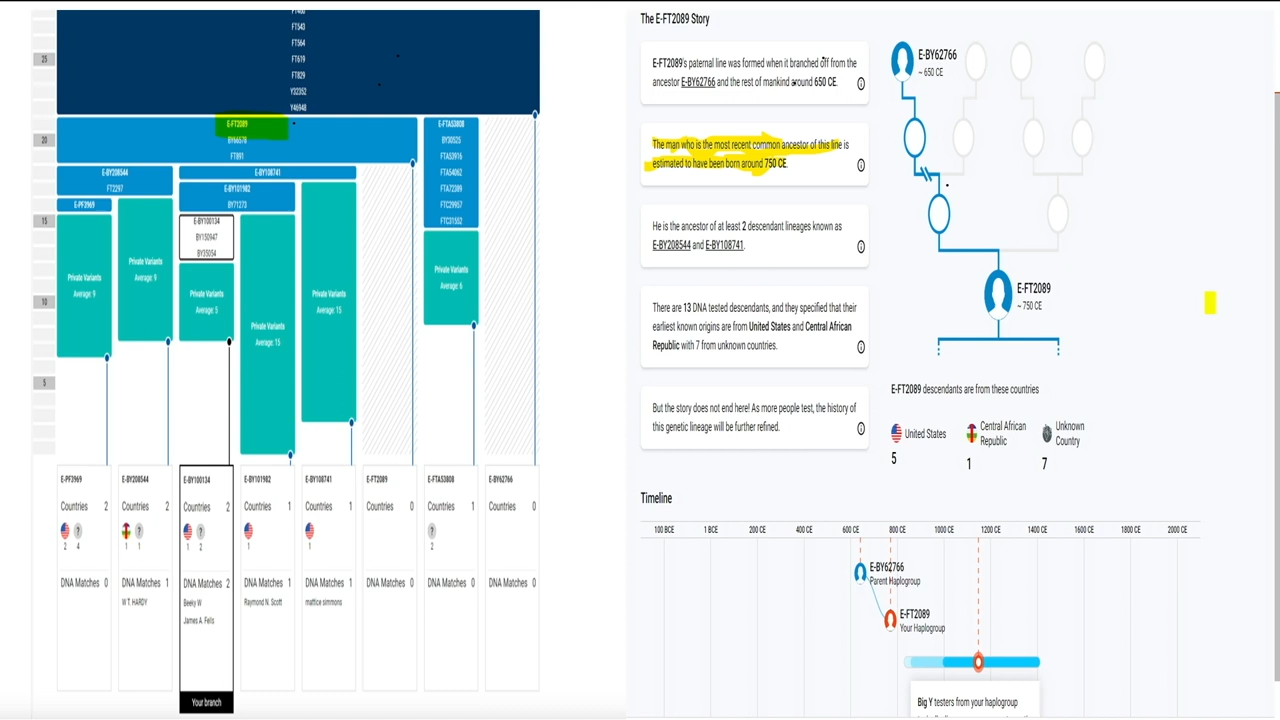 FT543
FT564
FT619
FT829
Y32352
Y46948
25
20
15
10
5
E-FT2089
BY66578
FT891
E-FTA53808
BY30525
FTA53916
FTA54062
FTA72389
FTC29957
FTC31552
E-BY208544
FT2297
E-BY108741
E-PF3969
E-BY101982
BY71273
E-BY100134
BY150947
BY35054
Private Variants
Average: 9
Private Variants
Average: 9
Private Variants
Average: 5
Private Variants
Average: 15
Private Variants
Average: 15
Private Variants
Average: 6
E-PF3969
Countries 2
2 4
DNA Matches 0
E-BY208544
Countries 2
1 1
DNA Matches 1
W T. HARDY
E-BY100134
Countries 2
1 2
DNA Matches 2
Beeky W
James A. Fells
Your branch
E-BY101982
Countries 1
1
DNA Matches 1
Raymond N. Scott
E-BY108741
Countries 1
1
DNA Matches 1
mattice simmons
E-FT2089
Countries 0
DNA Matches 0
E-FTA53808
Countries 1
2
DNA Matches 0
E-BY62766
Countries 0
DNA Matches 0
The E-FT2089 Story
E-FT2089's paternal line was formed when it branched off from the
ancestor E-BY62766 and the rest of mankind around 650 CE.
The man who is the most recent common ancestor of this line is
estimated to have been born around 750 CE.
He is the ancestor of at least 2 descendant lineages known as
E-BY208544 and E-BY108741.
There are 13 DNA tested descendants, and they specified that their
earliest known origins are from United States and Central African
Republic with 7 from unknown countries.
But the story does not end here! As more people test, the history of
this genetic lineage will be further refined.
E-BY62766
~ 650 CE
E-FT2089
~ 750 CE
E-FT2089 descendants are from these countries
United States
5
Central African
Republic
1
Unknown
Country
7
Timeline
100 BCE 1 BCE 200 CE 400 CE 600 CE 800 CE 1000 CE 1200 CE 1400 CE 1600 CE 1800 CE 2000 CE
E-BY62766
Parent Haplogroup
E-FT2089
Your Haplogroup
Big Y testers from your haplogroup